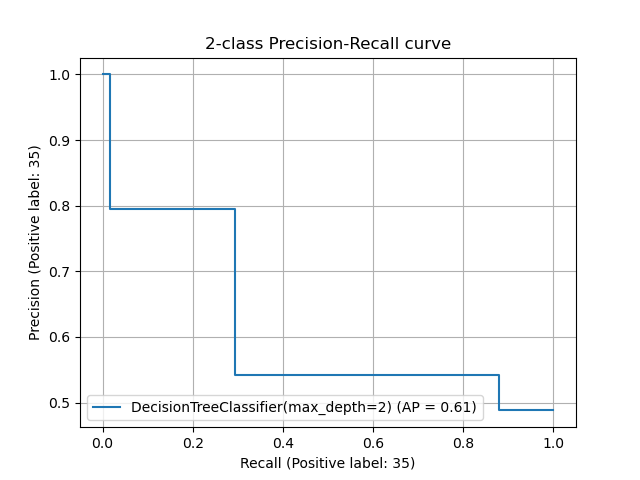 2-class Precision-Recall curve
1.0
0.9
0.8
0.7
0.6
0.5
Precision (Positive label: 35)
DecisionTreeClassifier(max_depth=2) (AP = 0.61)
0.0 0.2 0.4 0.6 0.8 1.0
Recall (Positive label: 35)